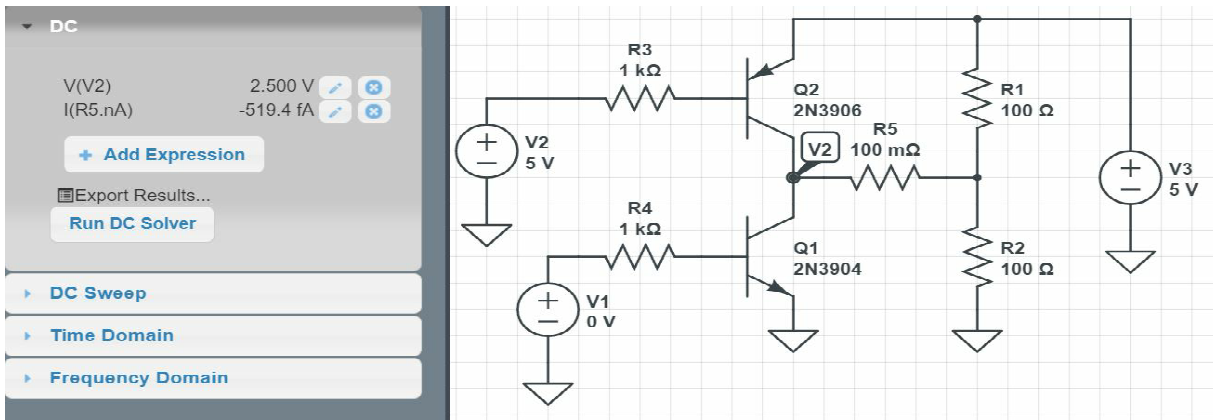 DC
V(V2) 2.500 V
I(R5.nA) -519.4 fA
+ Add Expression
Export Results...
Run DC Solver
DC Sweep
Time Domain
Frequency Domain
R3
1 kΩ
V2
5 V
Q2
2N3906
R1
100 Ω
V2
R5
100 mΩ
V3
5 V
R4
1 kΩ
V1
0 V
Q1
2N3904
R2
100 Ω